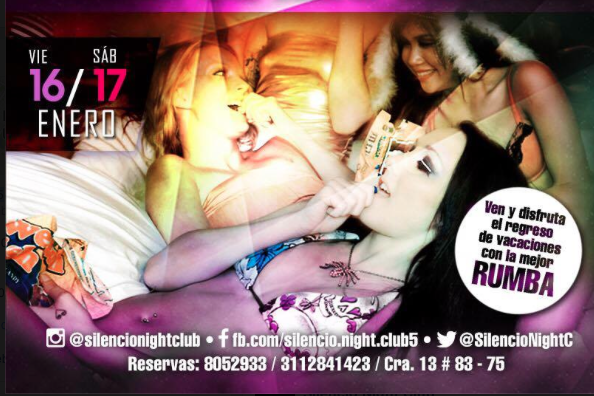 VIE SÁB
16/17
ENERO
Ven y disfruta
el regreso
de vacaciones
con la mejor
RUMBA
@silencionightclub • fb.com/silencio.night.club5 • @SilencioNightC
Reservas: 8052933 / 3112841423 / Cra. 13 # 83 - 75